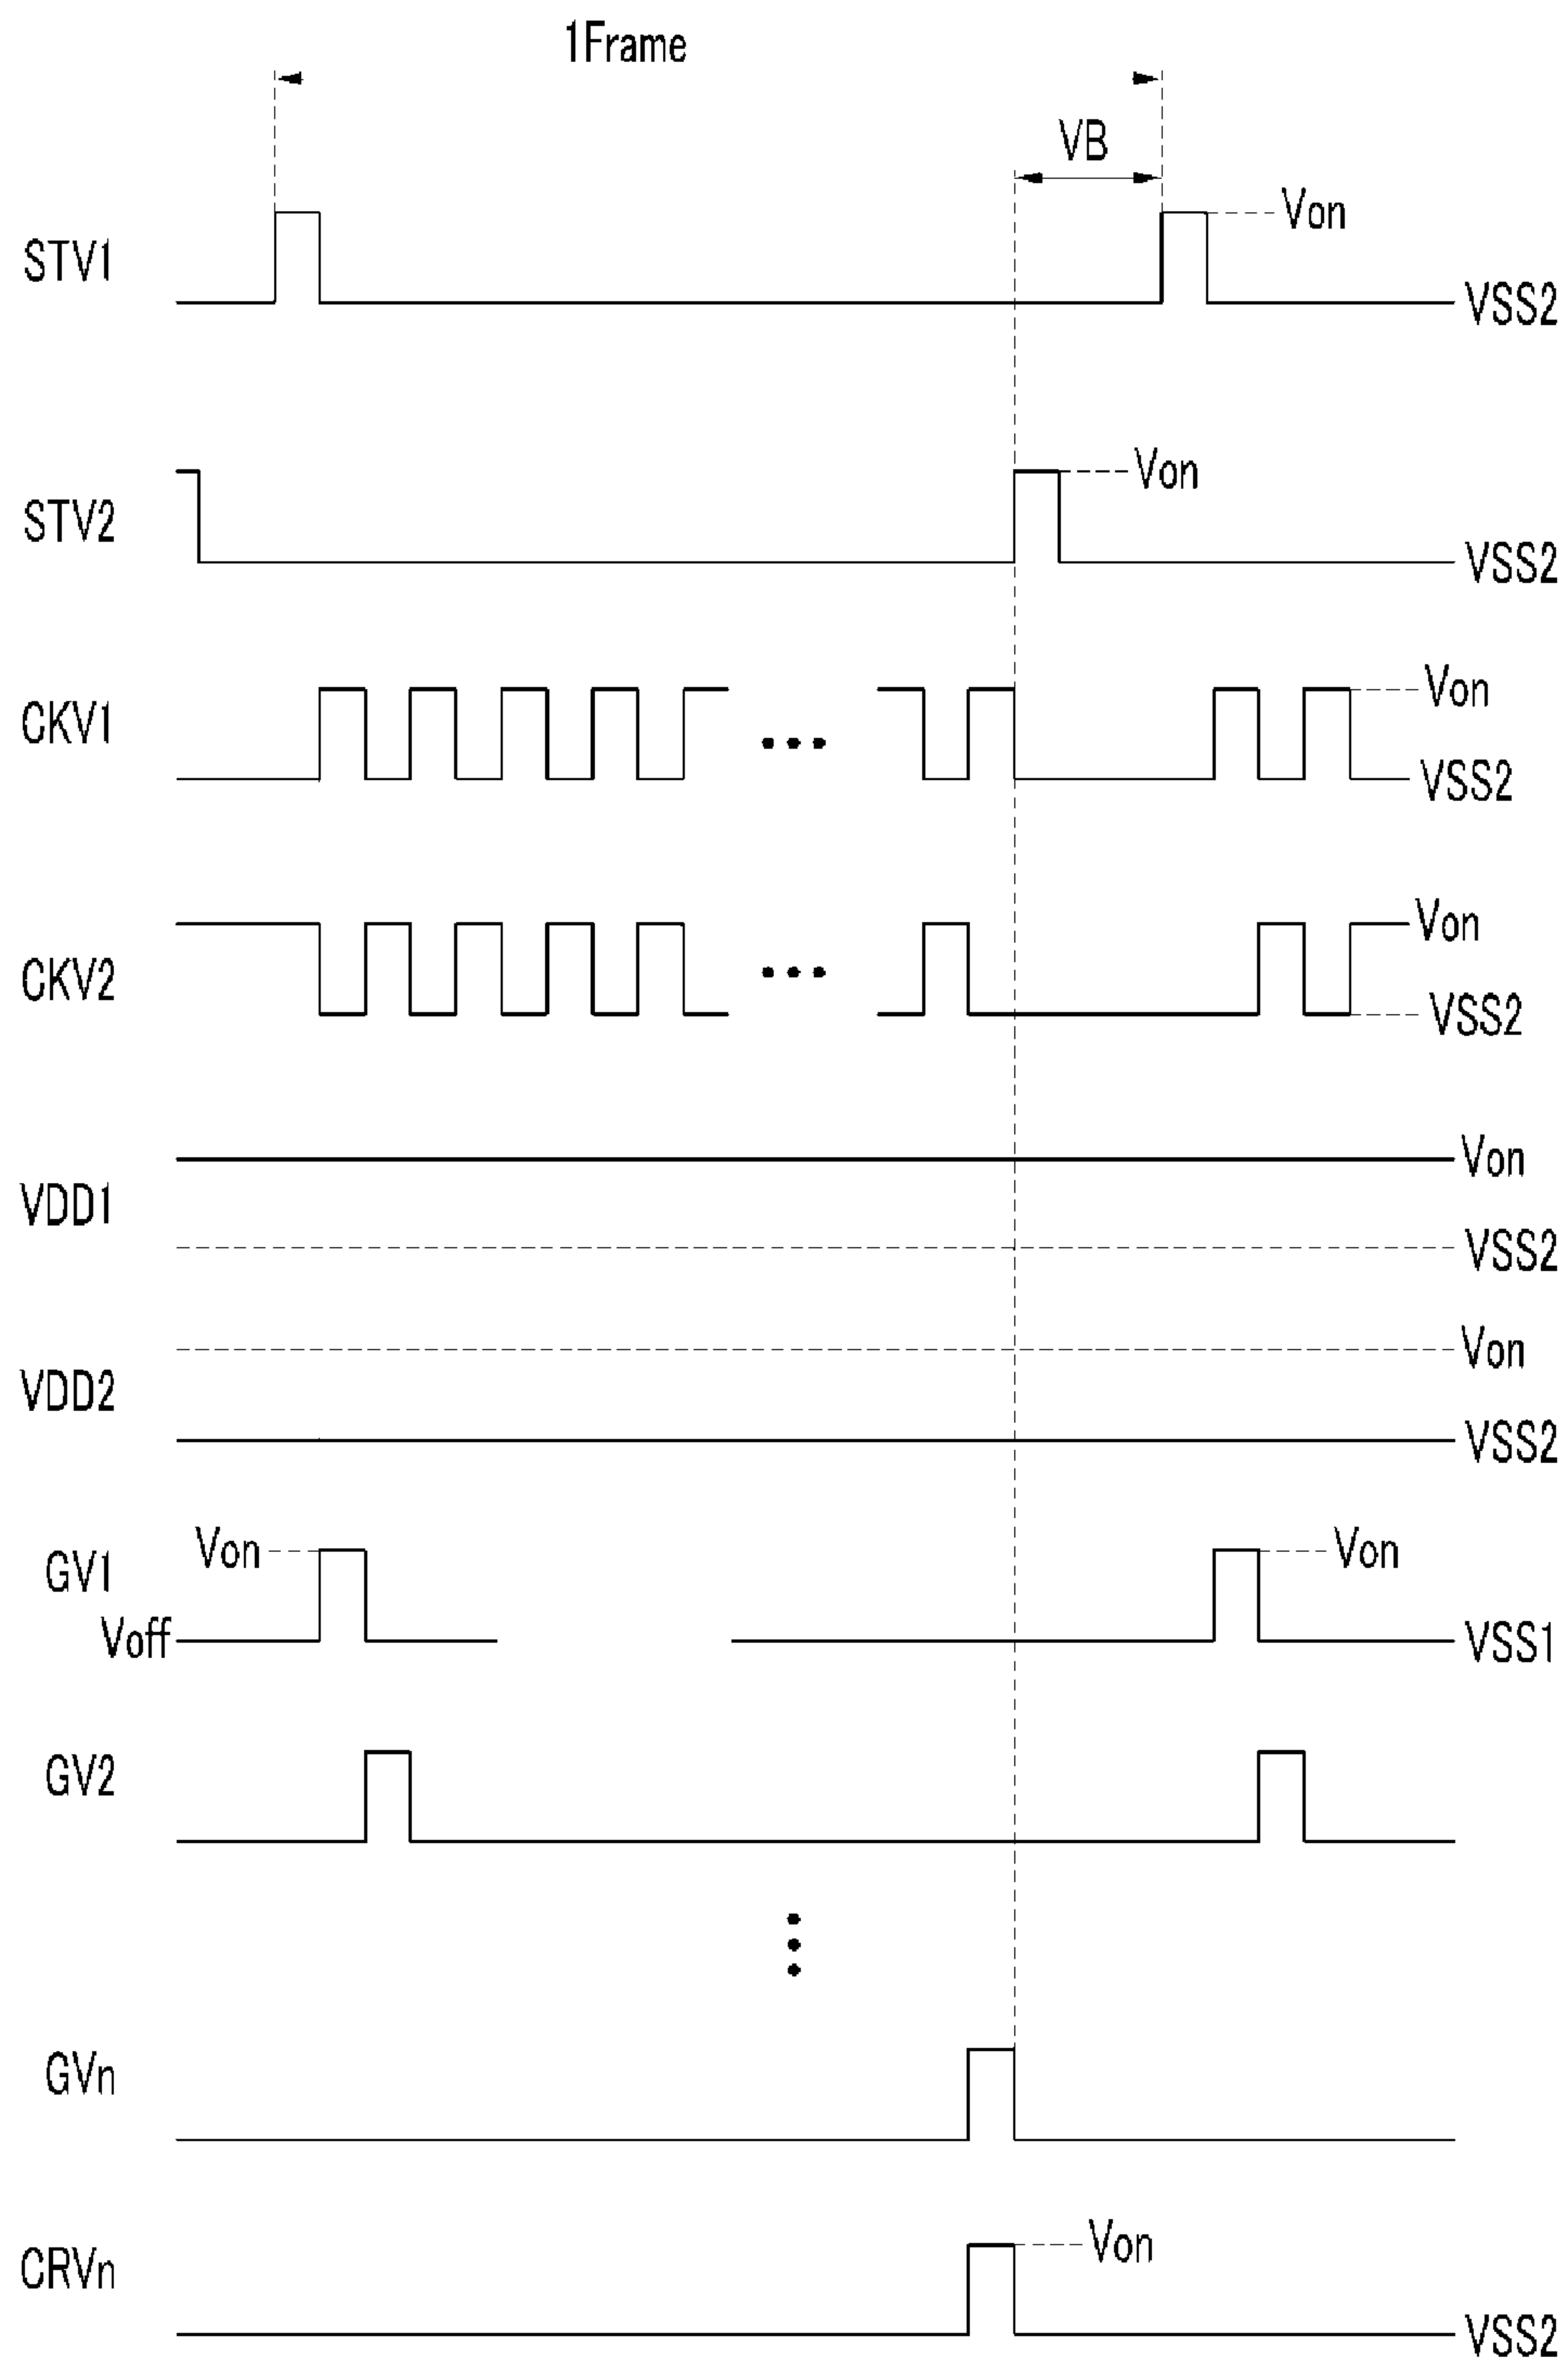 1Frame
VB
Von
STV1
VSS2
Von
STV2
VSS2
Von
CKV1
VSS2
Von
CKV2
VSS2
Von
VDD1
VSS2
Von
VDD2
VSS2
Von
Von
GV1
Voff
VSS1
GV2
GVn
Von
CRVn
VSS2